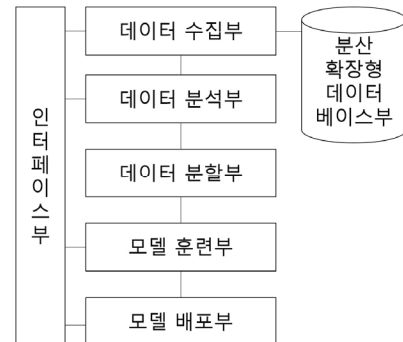 데이터 수집부
분산
확장형
데이터
베이스부
데이터 분석부
인
터
페
이
스
부
데이터 분할부
모델 훈련부
모델 배포부